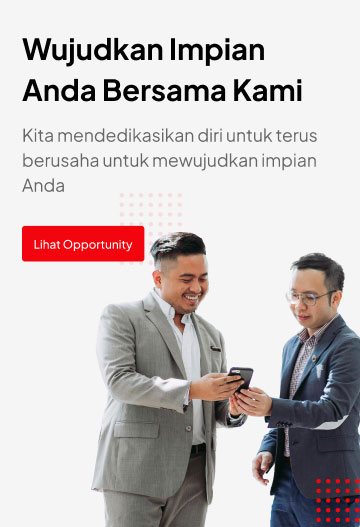 Wujudkan Impian
Anda Bersama Kami
Kita mendedikasikan diri untuk terus
berusaha untuk mewujudkan impian
Anda
Lihat Opportunity